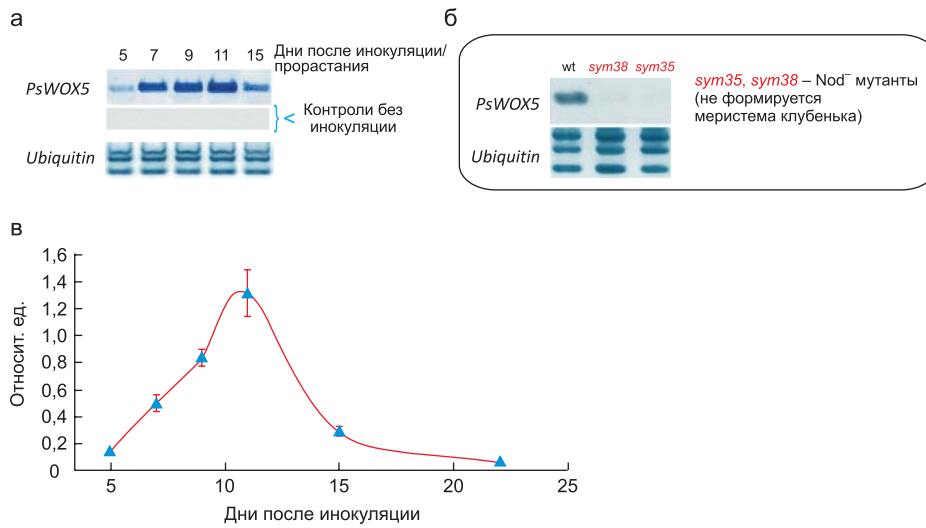 а
5 7 9 11 15 Дни после инокуляции/
прорастания
PsWOX5
< Контроли без
инокуляции
Ubiquitin
б
wt sym38 sym35
PsWOX5
Ubiquitin
sym35, sym38 – Nod⁻ мутанты
(не формируется
меристема клубенька)
в
Относит. ед.
1,6
1,4
1,2
1,0
0,8
0,6
0,4
0,2
0
5 10 15 20 25
Дни после инокуляции